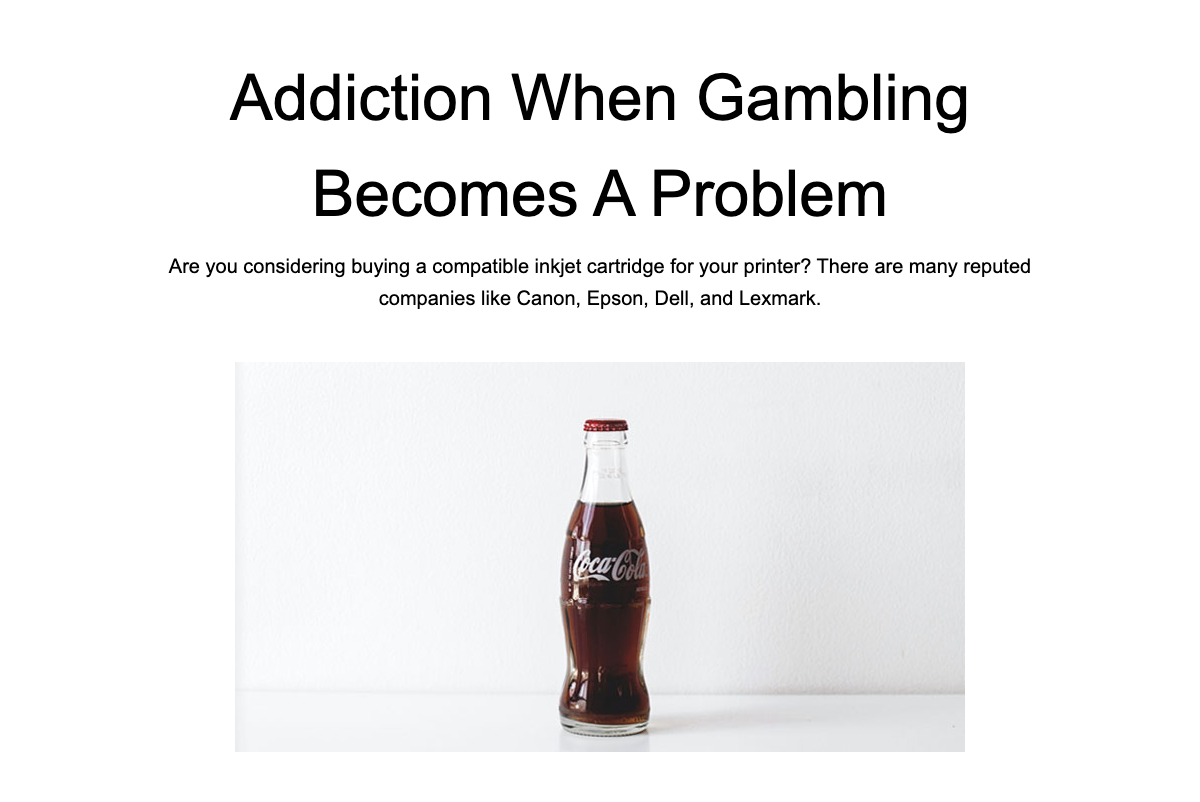 Addiction When Gambling
Becomes A Problem
Are you considering buying a compatible inkjet cartridge for your printer? There are many reputed
companies like Canon, Epson, Dell, and Lexmark.
Coca-Cola